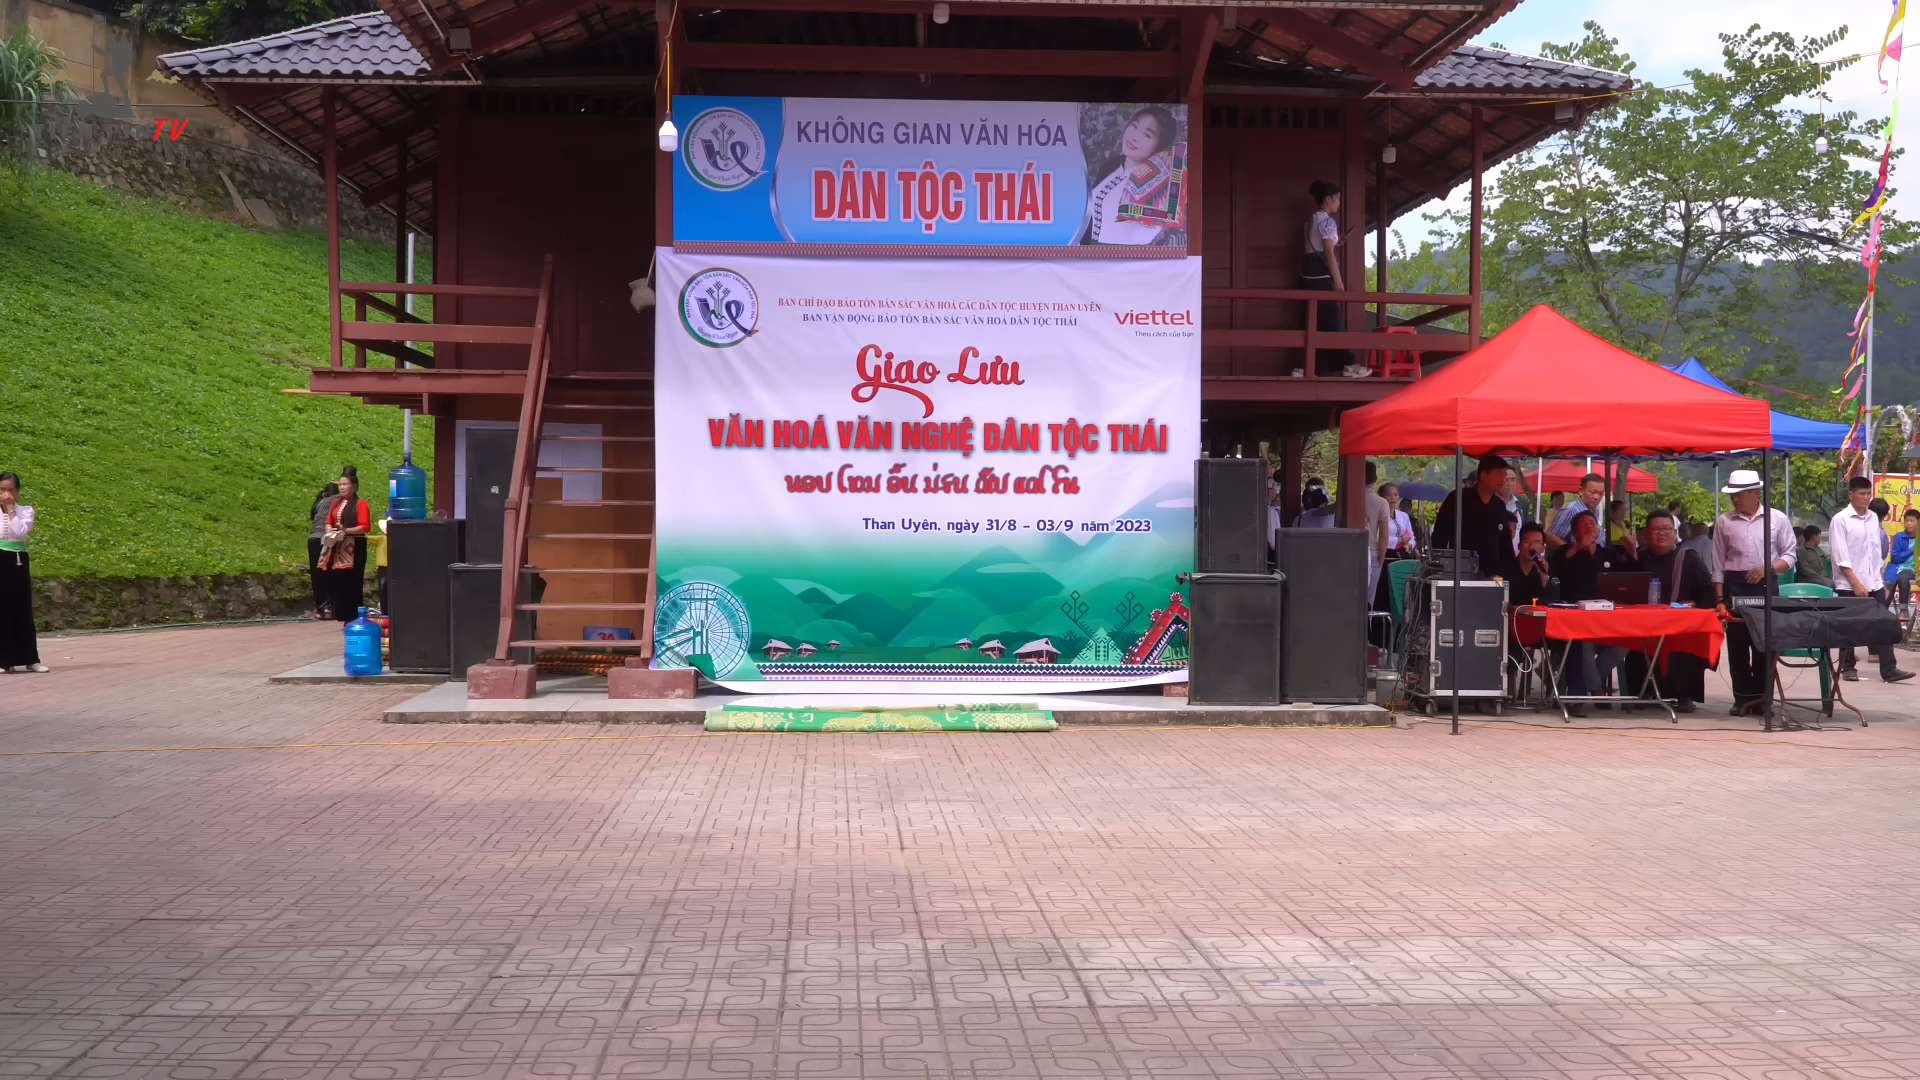 TV
KHÔNG GIAN VĂN HÓA
DÂN TỘC THÁI
BAN CHỈ ĐẠO BẢO TỒN BẢN SẮC VĂN HOÁ CÁC DÂN TỘC HUYỆN THAN UYÊN
BAN VẬN ĐỘNG BẢO TỒN BẢN SẮC VĂN HOÁ DÂN TỘC THÁI
viettel
Theo cách của bạn
Giao Lưu
VĂN HOÁ VĂN NGHỆ DÂN TỘC THÁI
Than Uyên, ngày 31/8 - 03/9 năm 2023
3A
YAMAHA